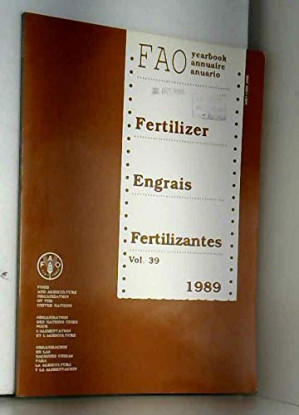 FAO
yearbook
annuaire
anuario
Fertilizer
Engrais
Fertilizantes
Vol. 39
1989
FAO
FOOD
AND AGRICULTURE
ORGANIZATION
OF THE
UNITED NATIONS
ORGANISATION
DES NATIONS UNIES
POUR
L'ALIMENTATION
ET L'AGRICULTURE
ORGANIZACION
DE LAS
NACIONES UNIDAS
PARA
LA AGRICULTURA
Y LA ALIMENTACION